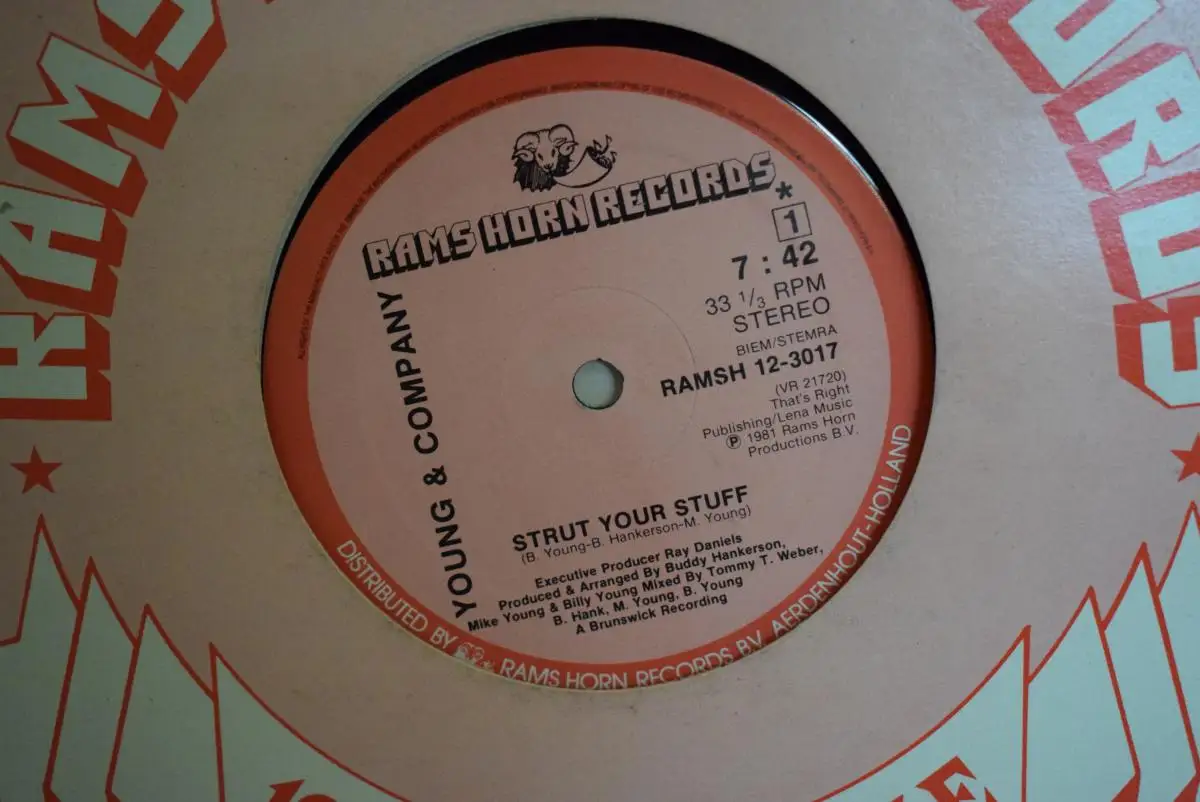 RAMS
RAMS HORN RECORDS
*
1
7 : 42
33 1/3 RPM
STEREO
BIEM/STEMRA
RAMSH 12-3017
(VR 21720)
That's Right
Publishing/Lena Music
℗ 1981 Rams Horn
Productions B.V.
YOUNG & COMPANY
STRUT YOUR STUFF
(B. Young-B. Hankerson-M. Young)
Executive Producer Ray Daniels
Produced & Arranged By Buddy Hankerson,
Mike Young & Billy Young Mixed By Tommy T. Weber,
B. Hank, M. Young, B. Young
A Brunswick Recording
DISTRIBUTED BY RAMS HORN RECORDS B.V. AERDENHOUT-HOLLAND